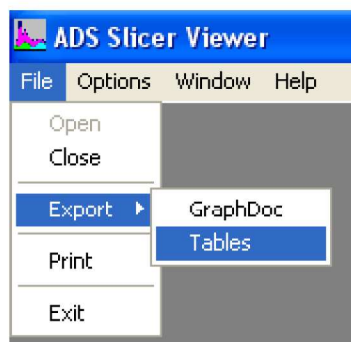 ADS Slicer Viewer
File Options Window Help
Open
Close
Export GraphDoc
Tables
Print
Exit